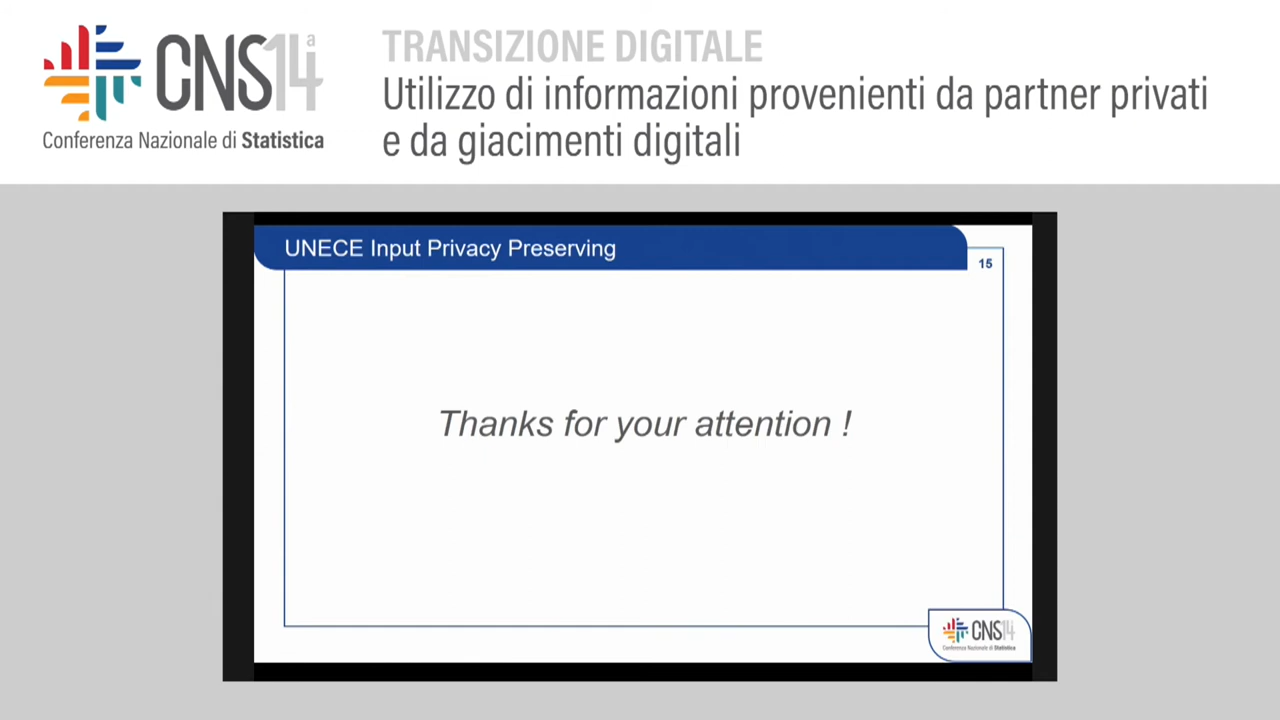 CNS14ª
Conferenza Nazionale di Statistica
TRANSIZIONE DIGITALE
Utilizzo di informazioni provenienti da partner privati
e da giacimenti digitali
UNECE Input Privacy Preserving
15
Thanks for your attention !
CNS14
Conferenza Nazionale di Statistica